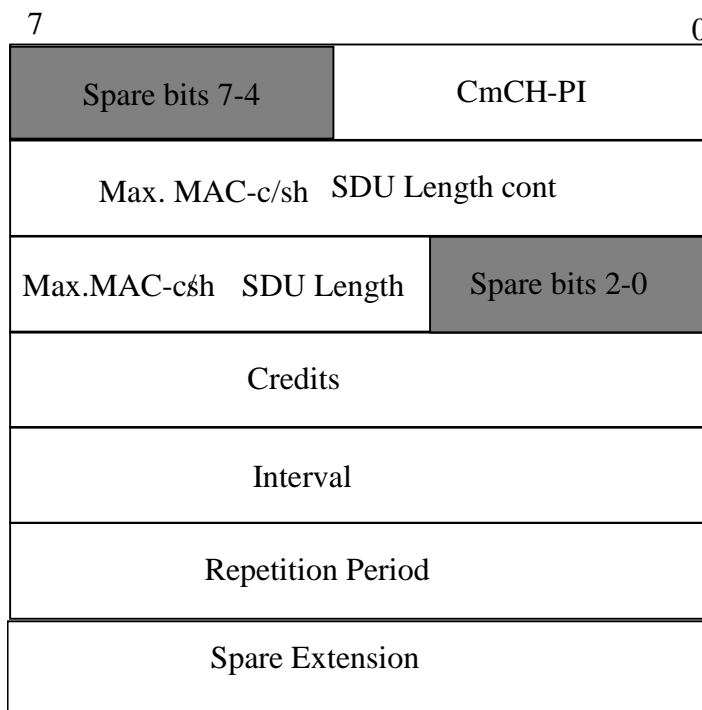 7 0
Spare bits 7-4 CmCH-PI
Max. MAC-c/sh SDU Length cont
Max.MAC-c/sh SDU Length Spare bits 2-0
Credits
Interval
Repetition Period
Spare Extension